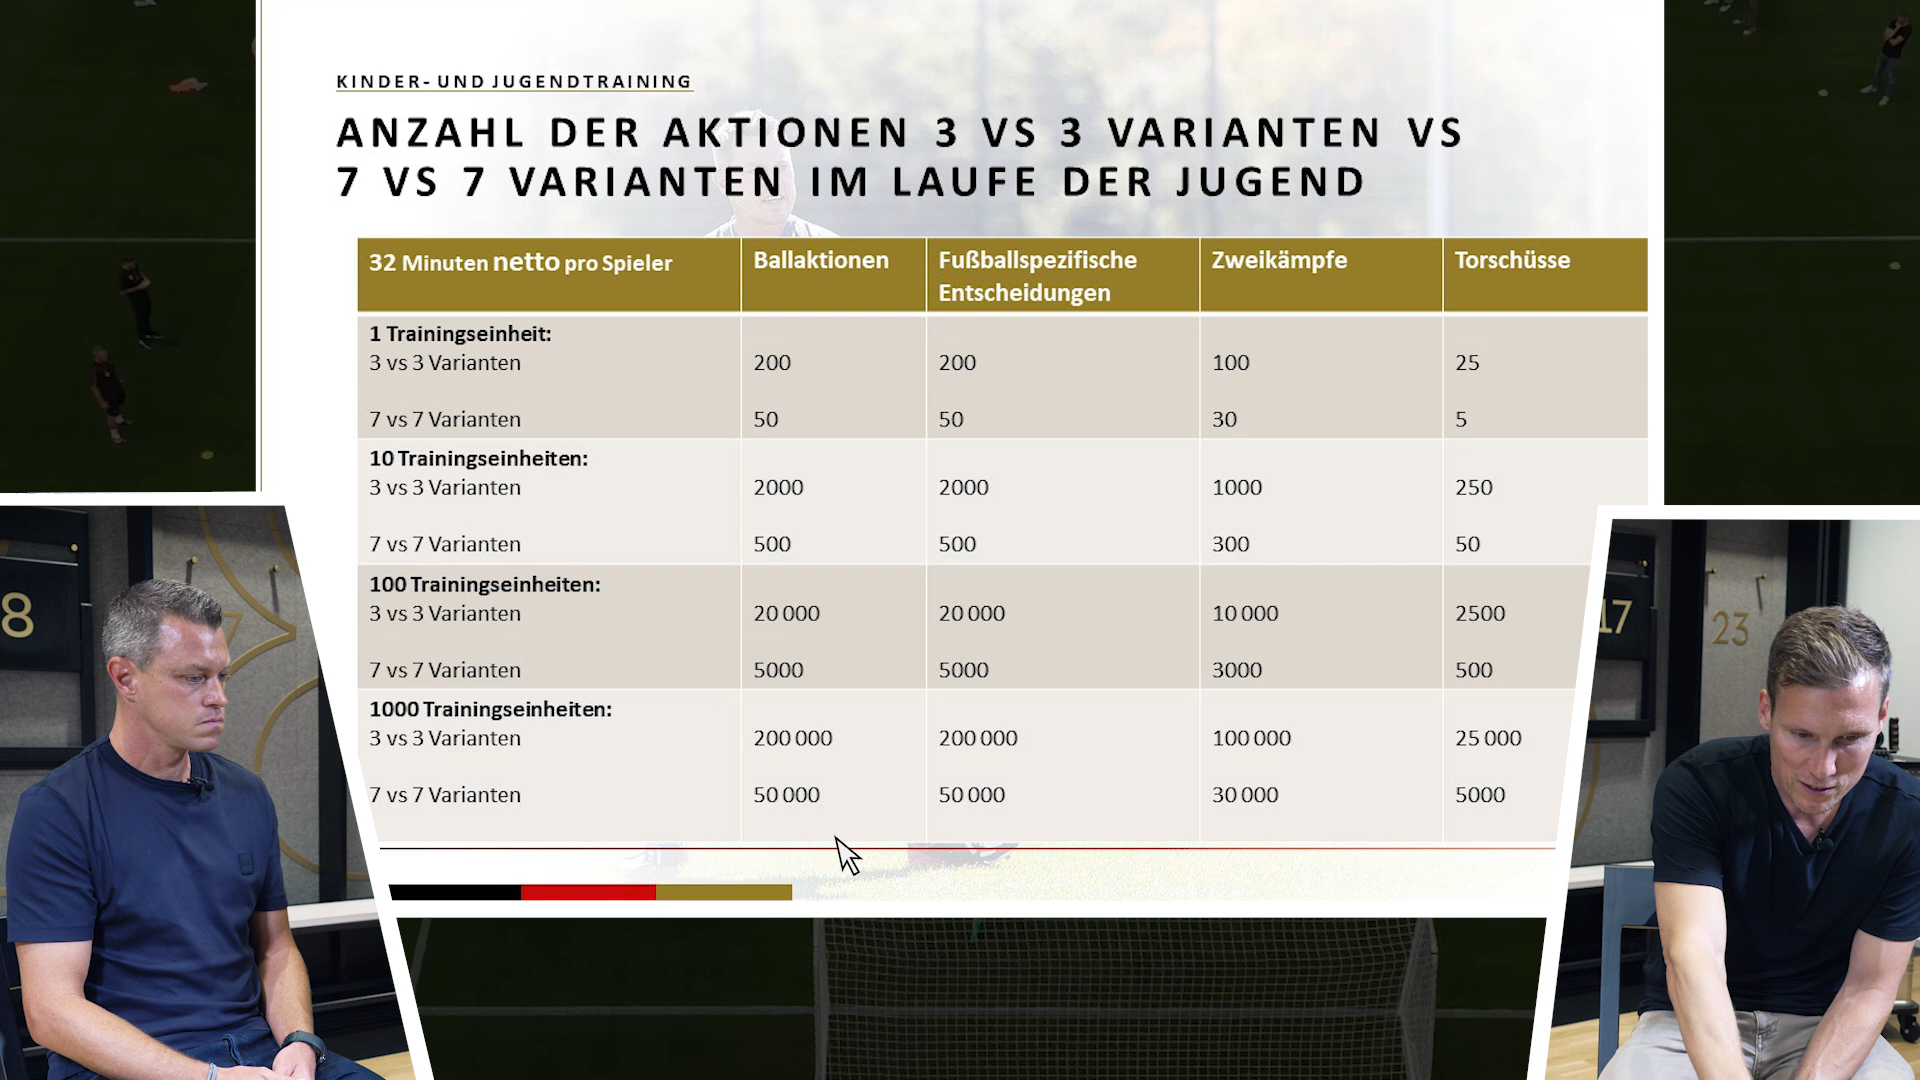 KINDER- UND JUGENDTRAINING
ANZAHL DER AKTIONEN 3 VS 3 VARIANTEN VS
7 VS 7 VARIANTEN IM LAUFE DER JUGEND
32 Minuten netto pro Spieler Ballaktionen Fußballspezifische Entscheidungen Zweikämpfe Torschüsse
1 Trainingseinheit:
3 vs 3 Varianten 200 200 100 25
7 vs 7 Varianten 50 50 30 5
10 Trainingseinheiten:
3 vs 3 Varianten 2000 2000 1000 250
7 vs 7 Varianten 500 500 300 50
100 Trainingseinheiten:
3 vs 3 Varianten 20 000 20 000 10 000 2500
7 vs 7 Varianten 5000 5000 3000 500
1000 Trainingseinheiten:
3 vs 3 Varianten 200 000 200 000 100 000 25 000
7 vs 7 Varianten 50 000 50 000 30 000 5000
8
7
17
23